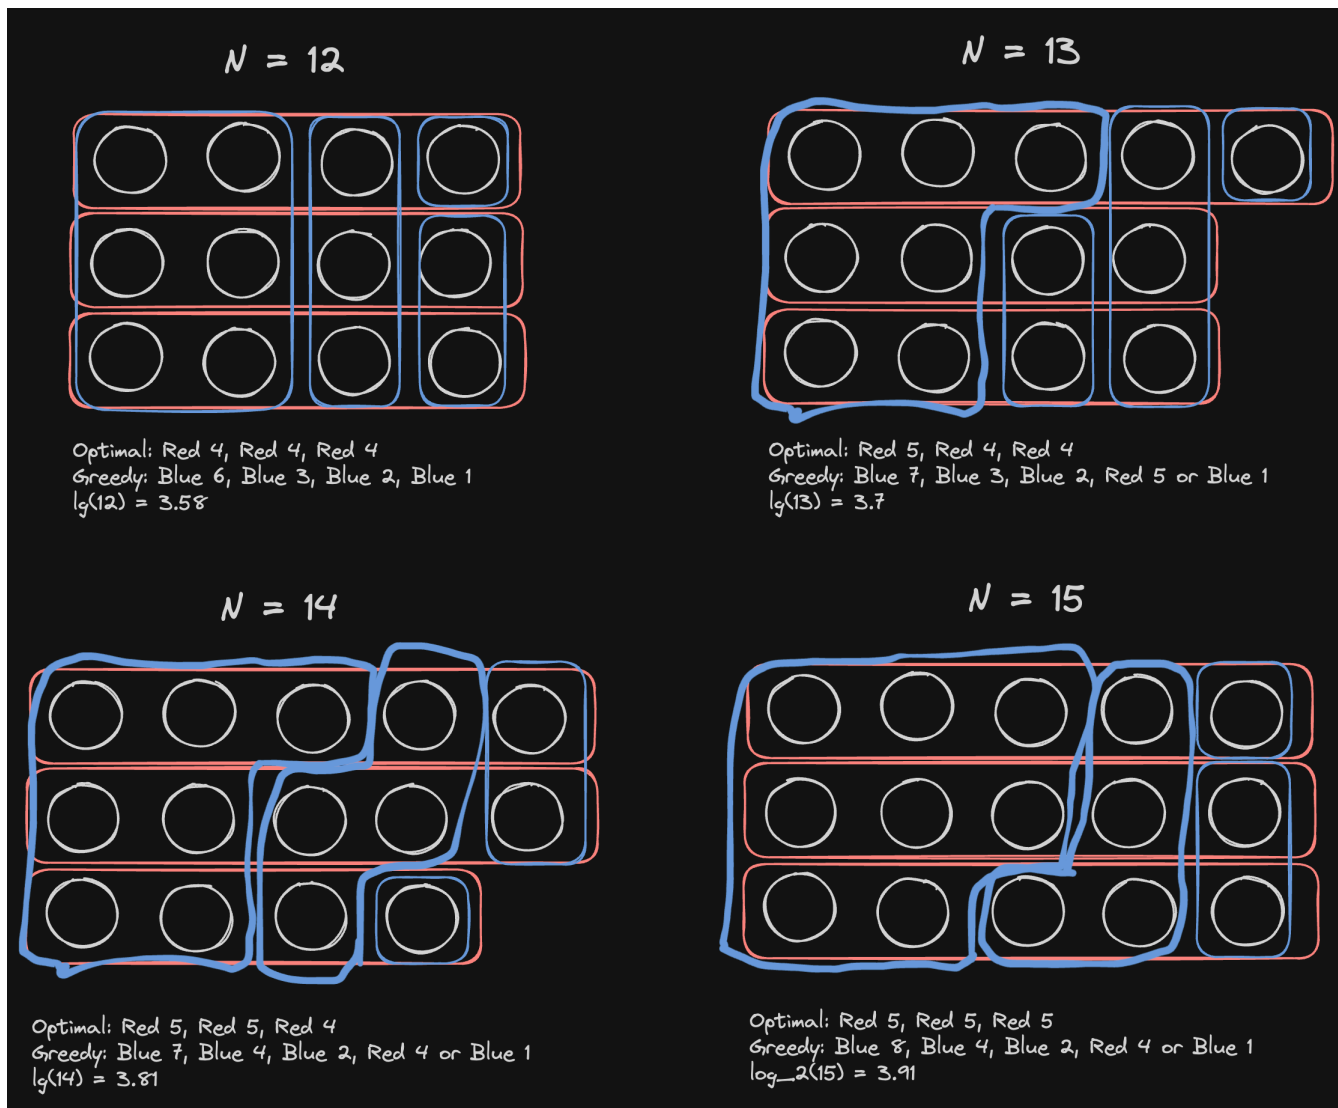 N = 12
Optimal: Red 4, Red 4, Red 4
Greedy: Blue 6, Blue 3, Blue 2, Blue 1
lg(12) = 3.58
N = 13
Optimal: Red 5, Red 4, Red 4
Greedy: Blue 7, Blue 3, Blue 2, Red 5 or Blue 1
lg(13) = 3.7
N = 14
Optimal: Red 5, Red 5, Red 4
Greedy: Blue 7, Blue 4, Blue 2, Red 4 or Blue 1
lg(14) = 3.81
N = 15
Optimal: Red 5, Red 5, Red 5
Greedy: Blue 8, Blue 4, Blue 2, Red 4 or Blue 1
log_2(15) = 3.91